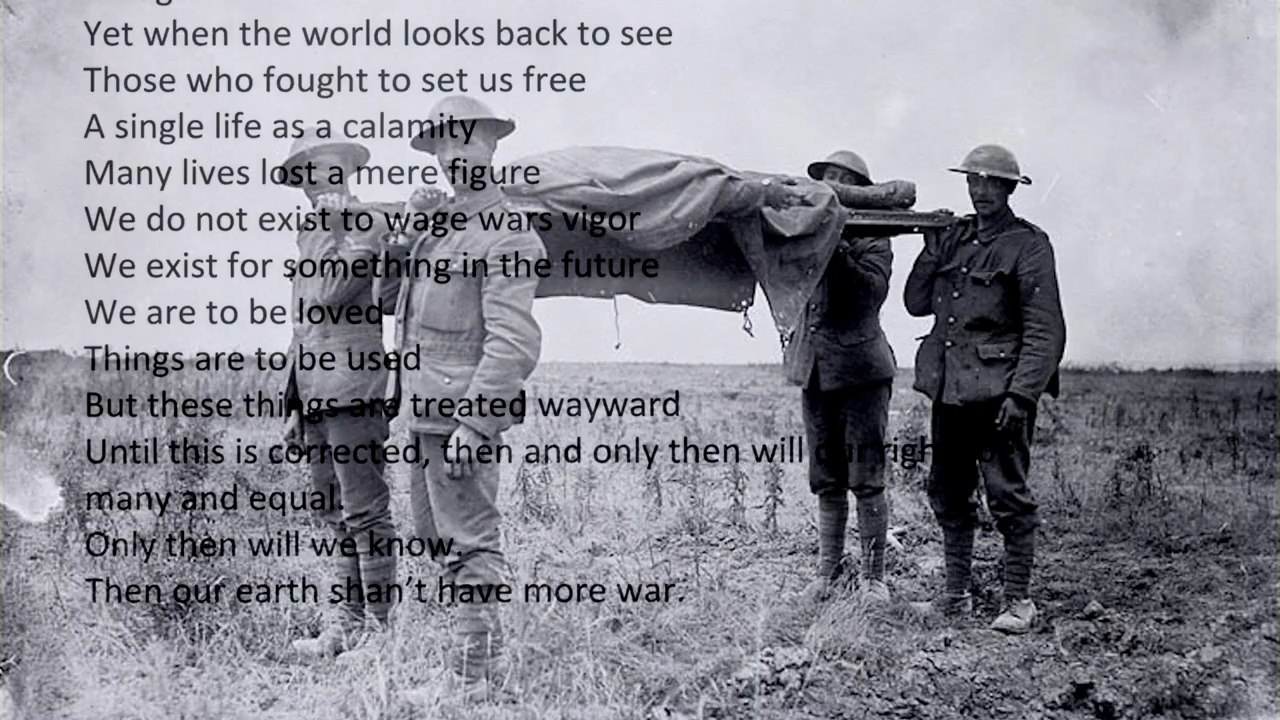 Yet when the world looks back to see
Those who fought to set us free
A single life as a calamity
Many lives lost a mere figure
We do not exist to wage wars vigor
We exist for something in the future
We are to be loved
Things are to be used
But these things are treated wayward
Until this is corrected, then and only then will our
many and equal.
Only then will we know.
Then our earth shan't have more war.